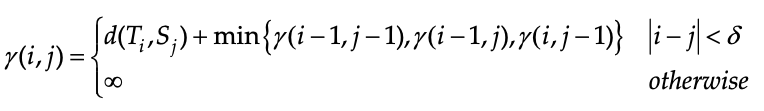 γ(i, j) = { d(T_i, S_j) + min{γ(i − 1, j − 1), γ(i − 1, j), γ(i, j − 1)} |i − j| < δ
∞ otherwise